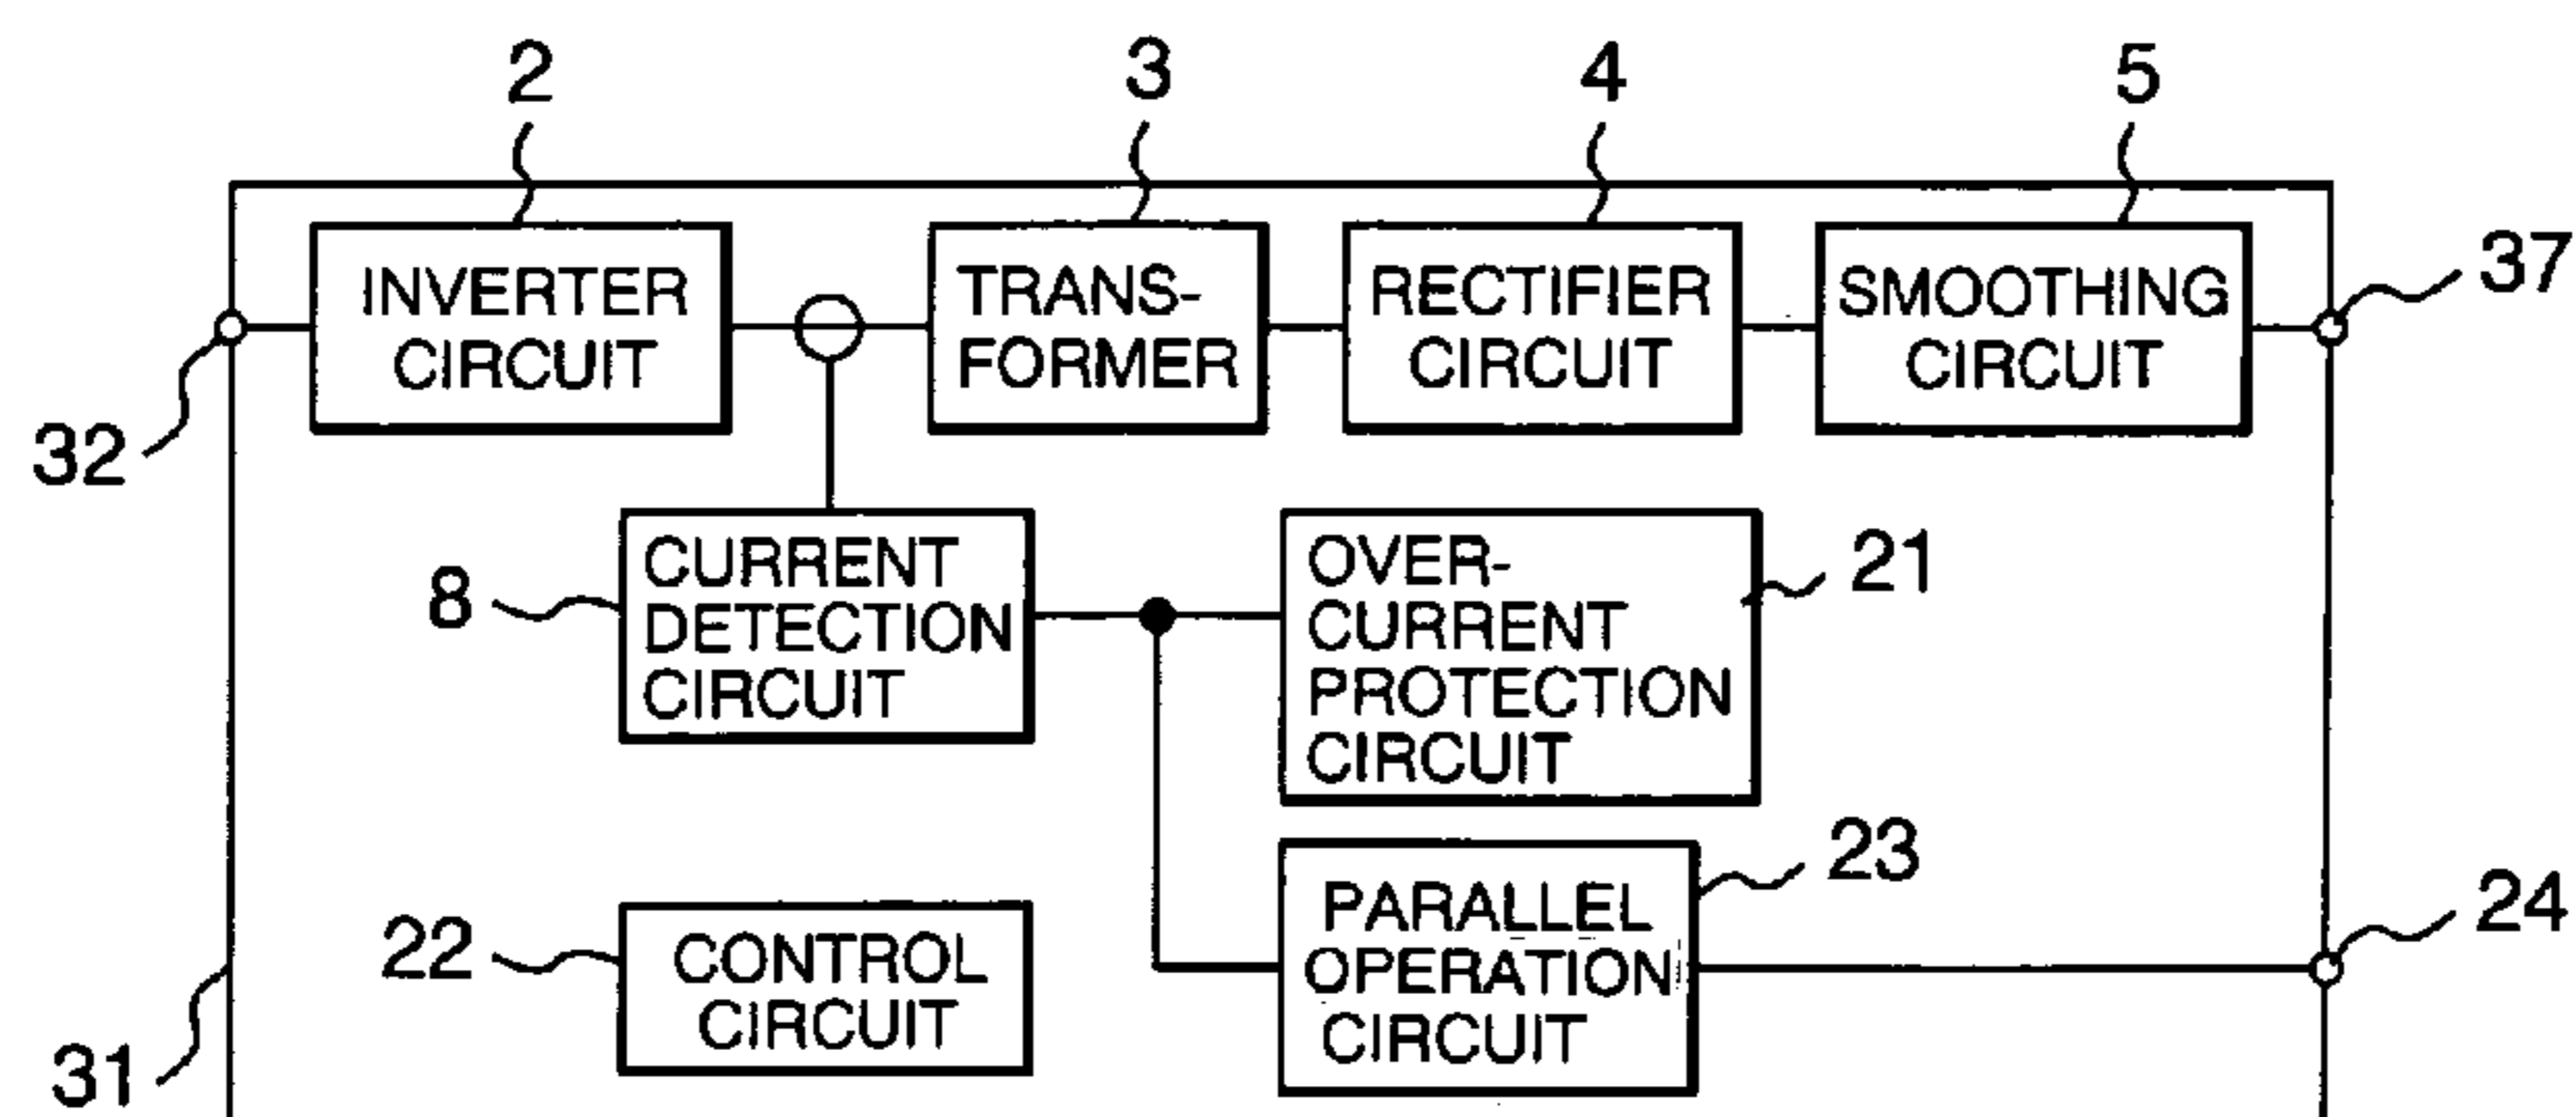 2
3
4
5
INVERTER
CIRCUIT
TRANS-
FORMER
RECTIFIER
CIRCUIT
SMOOTHING
CIRCUIT
37
32
8
CURRENT
DETECTION
CIRCUIT
OVER-
CURRENT
PROTECTION
CIRCUIT
21
22
CONTROL
CIRCUIT
PARALLEL
OPERATION
CIRCUIT
23
24
31